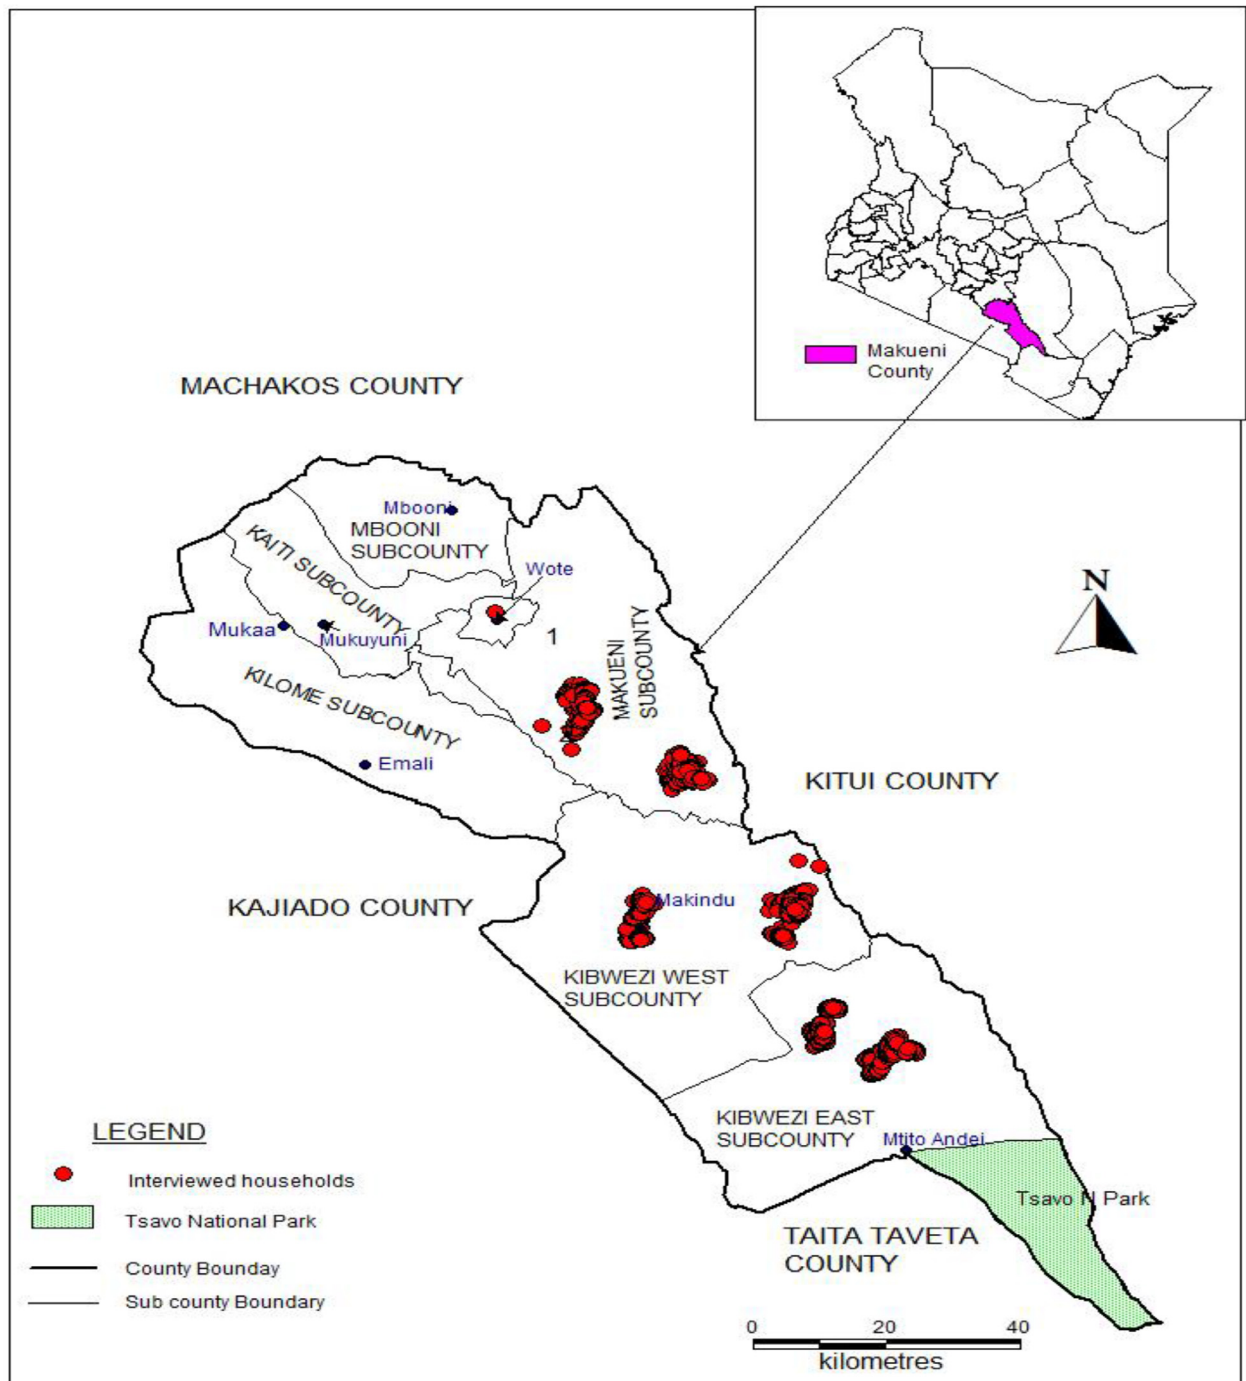 Makueni
County
MACHAKOS COUNTY
Mbooni
MBOONI
SUBCOUNTY
KAITI SUBCOUNTY
Wote
Mukaa
Mukuyuni
1
MAKUENI
SUBCOUNTY
N
KILOME SUBCOUNTY
Emali
KITUI COUNTY
KAJIADO COUNTY
Makindu
KIBWEZI WEST
SUBCOUNTY
KIBWEZI EAST
SUBCOUNTY
Mtito Andei
Tsavo N Park
TAITA TAVETA
COUNTY
LEGEND
Interviewed households
Tsavo National Park
County Bounday
Sub county Boundary
0 20 40
kilometres